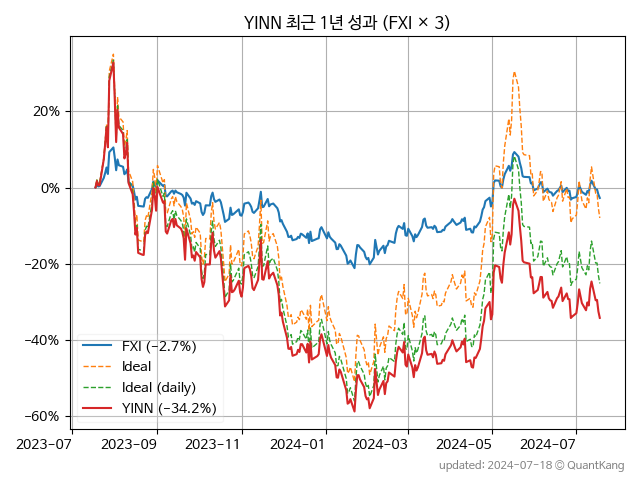 YINN 최근 1년 성과 (FXI × 3)
20%
0%
−20%
−40%
−60%
FXI (−2.7%)
Ideal
Ideal (daily)
YINN (−34.2%)
2023-07 2023-09 2023-11 2024-01 2024-03 2024-05 2024-07
updated: 2024-07-18 © QuantKang